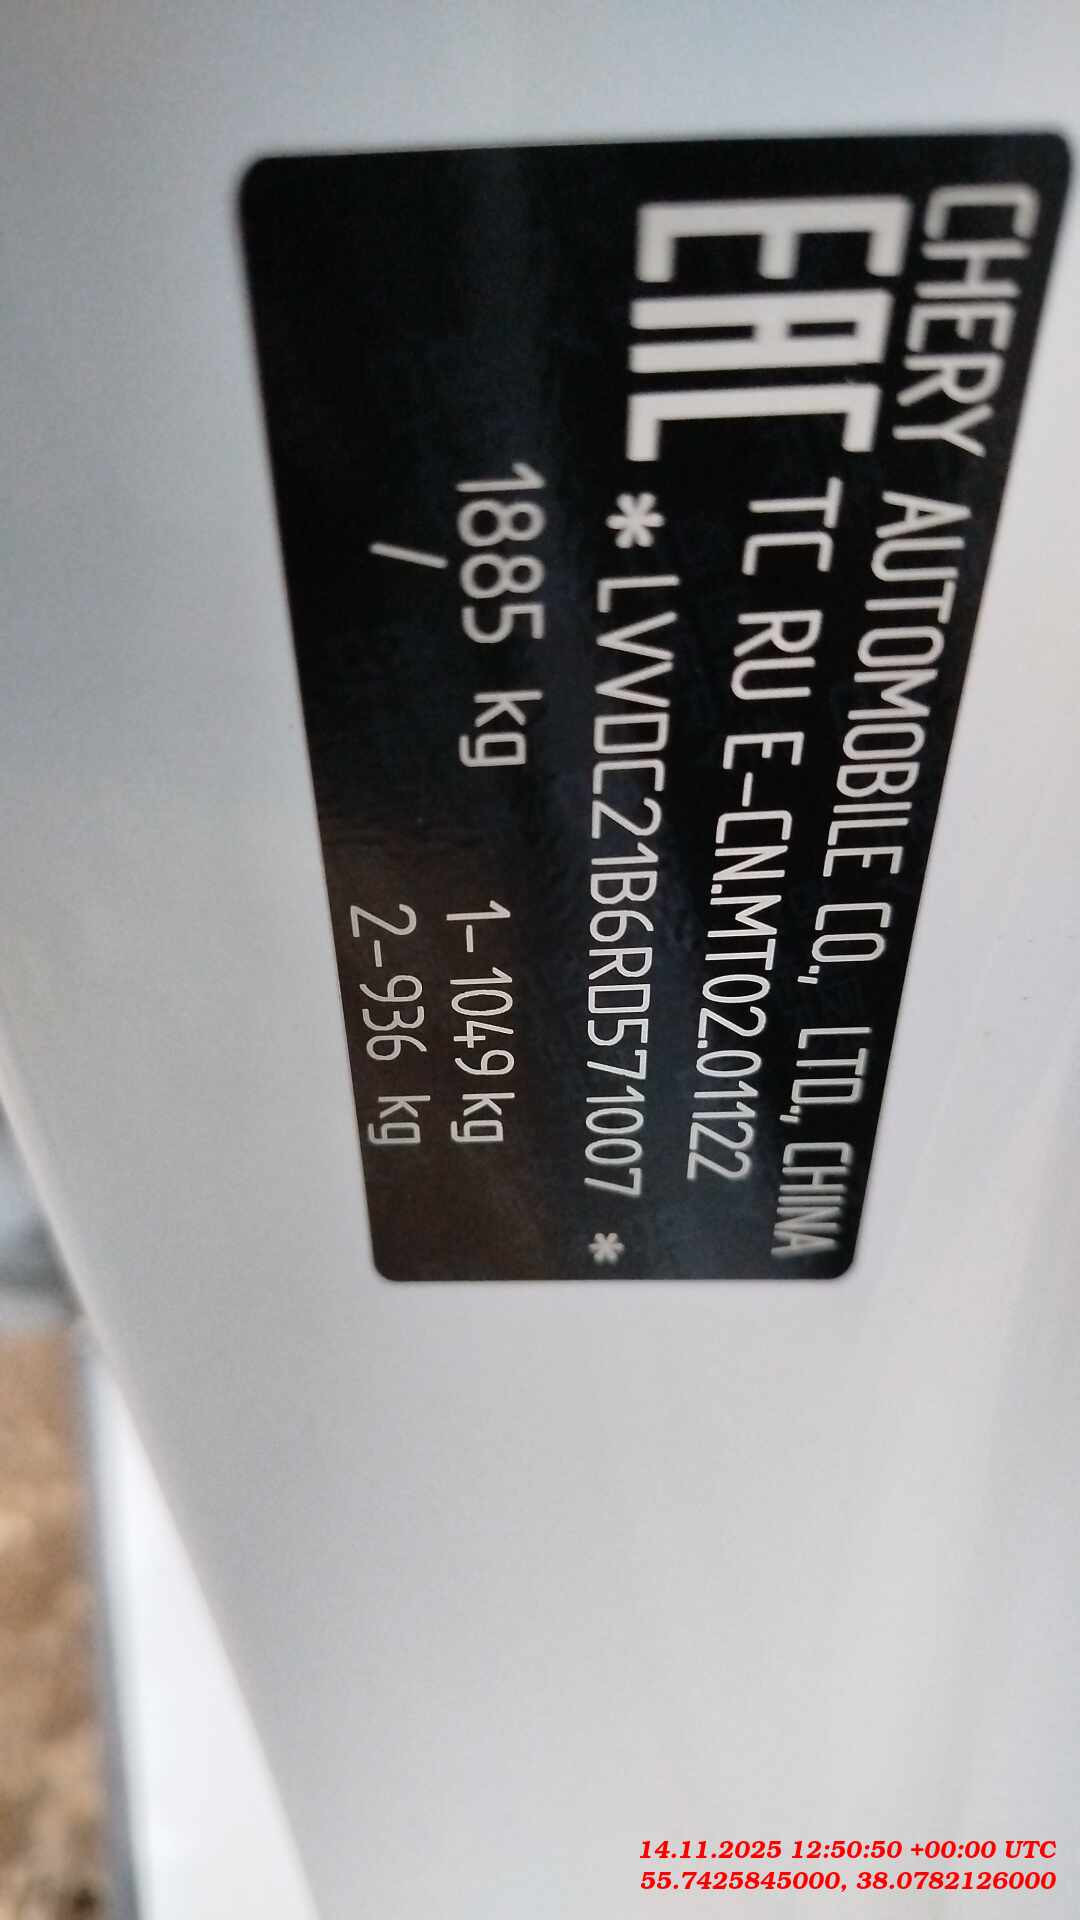 CHERY AUTOMOBILE CO., LTD., CHINA
EAC TC RU E-CN.MT02.01122
*LVVDC21B6RD571007*
1885 kg 1-1049 kg
/ 2-936 kg
14.11.2025 12:50:50 +00:00 UTC
55.7425845000, 38.0782126000